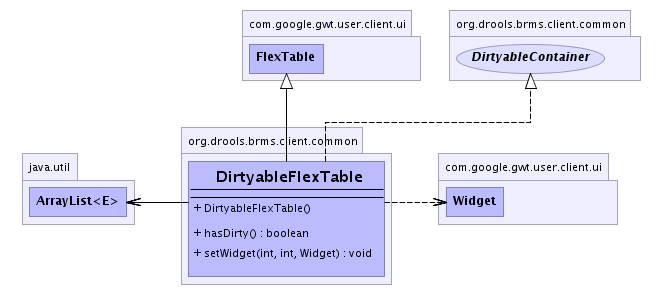 com.google.gwt.user.client.ui
FlexTable
org.drools.brms.client.common
DirtyableContainer
org.drools.brms.client.common
DirtyableFlexTable
+ DirtyableFlexTable()
+ hasDirty() : boolean
+ setWidget(int, int, Widget) : void
java.util
ArrayList<E>
com.google.gwt.user.client.ui
Widget